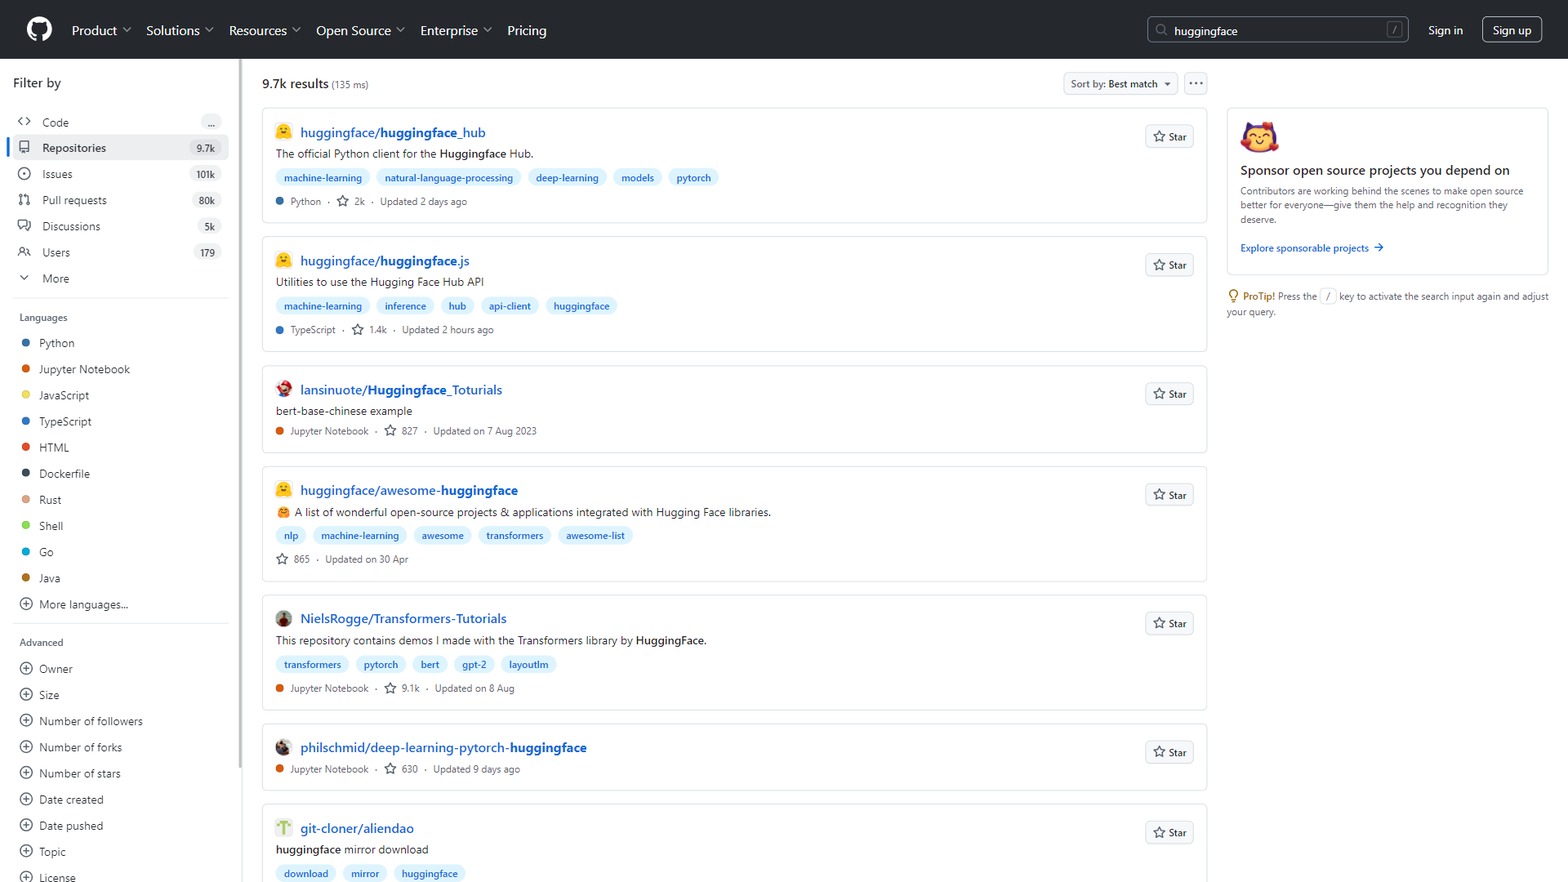 Product Solutions Resources Open Source Enterprise Pricing huggingface / Sign in Sign up
Filter by
Code ...
Repositories 9.7k
Issues 101k
Pull requests 80k
Discussions 5k
Users 179
More
Languages
Python
Jupyter Notebook
JavaScript
TypeScript
HTML
Dockerfile
Rust
Shell
Go
Java
More languages...
Advanced
Owner
Size
Number of followers
Number of forks
Number of stars
Date created
Date pushed
Topic
License
9.7k results (135 ms) Sort by: Best match
huggingface/huggingface_hub Star
The official Python client for the Huggingface Hub.
machine-learning natural-language-processing deep-learning models pytorch
Python · 2k · Updated 2 days ago
huggingface/huggingface.js Star
Utilities to use the Hugging Face Hub API
machine-learning inference hub api-client huggingface
TypeScript · 1.4k · Updated 2 hours ago
lansinuote/Huggingface_Toturials Star
bert-base-chinese example
Jupyter Notebook · 827 · Updated on 7 Aug 2023
huggingface/awesome-huggingface Star
🤗 A list of wonderful open-source projects & applications integrated with Hugging Face libraries.
nlp machine-learning awesome transformers awesome-list
865 · Updated on 30 Apr
NielsRogge/Transformers-Tutorials Star
This repository contains demos I made with the Transformers library by HuggingFace.
transformers pytorch bert gpt-2 layoutlm
Jupyter Notebook · 9.1k · Updated on 8 Aug
philschmid/deep-learning-pytorch-huggingface Star
Jupyter Notebook · 630 · Updated 9 days ago
git-cloner/aliendao Star
huggingface mirror download
download mirror huggingface
Sponsor open source projects you depend on
Contributors are working behind the scenes to make open source
better for everyone—give them the help and recognition they
deserve.
Explore sponsorable projects →
ProTip! Press the / key to activate the search input again and adjust
your query.